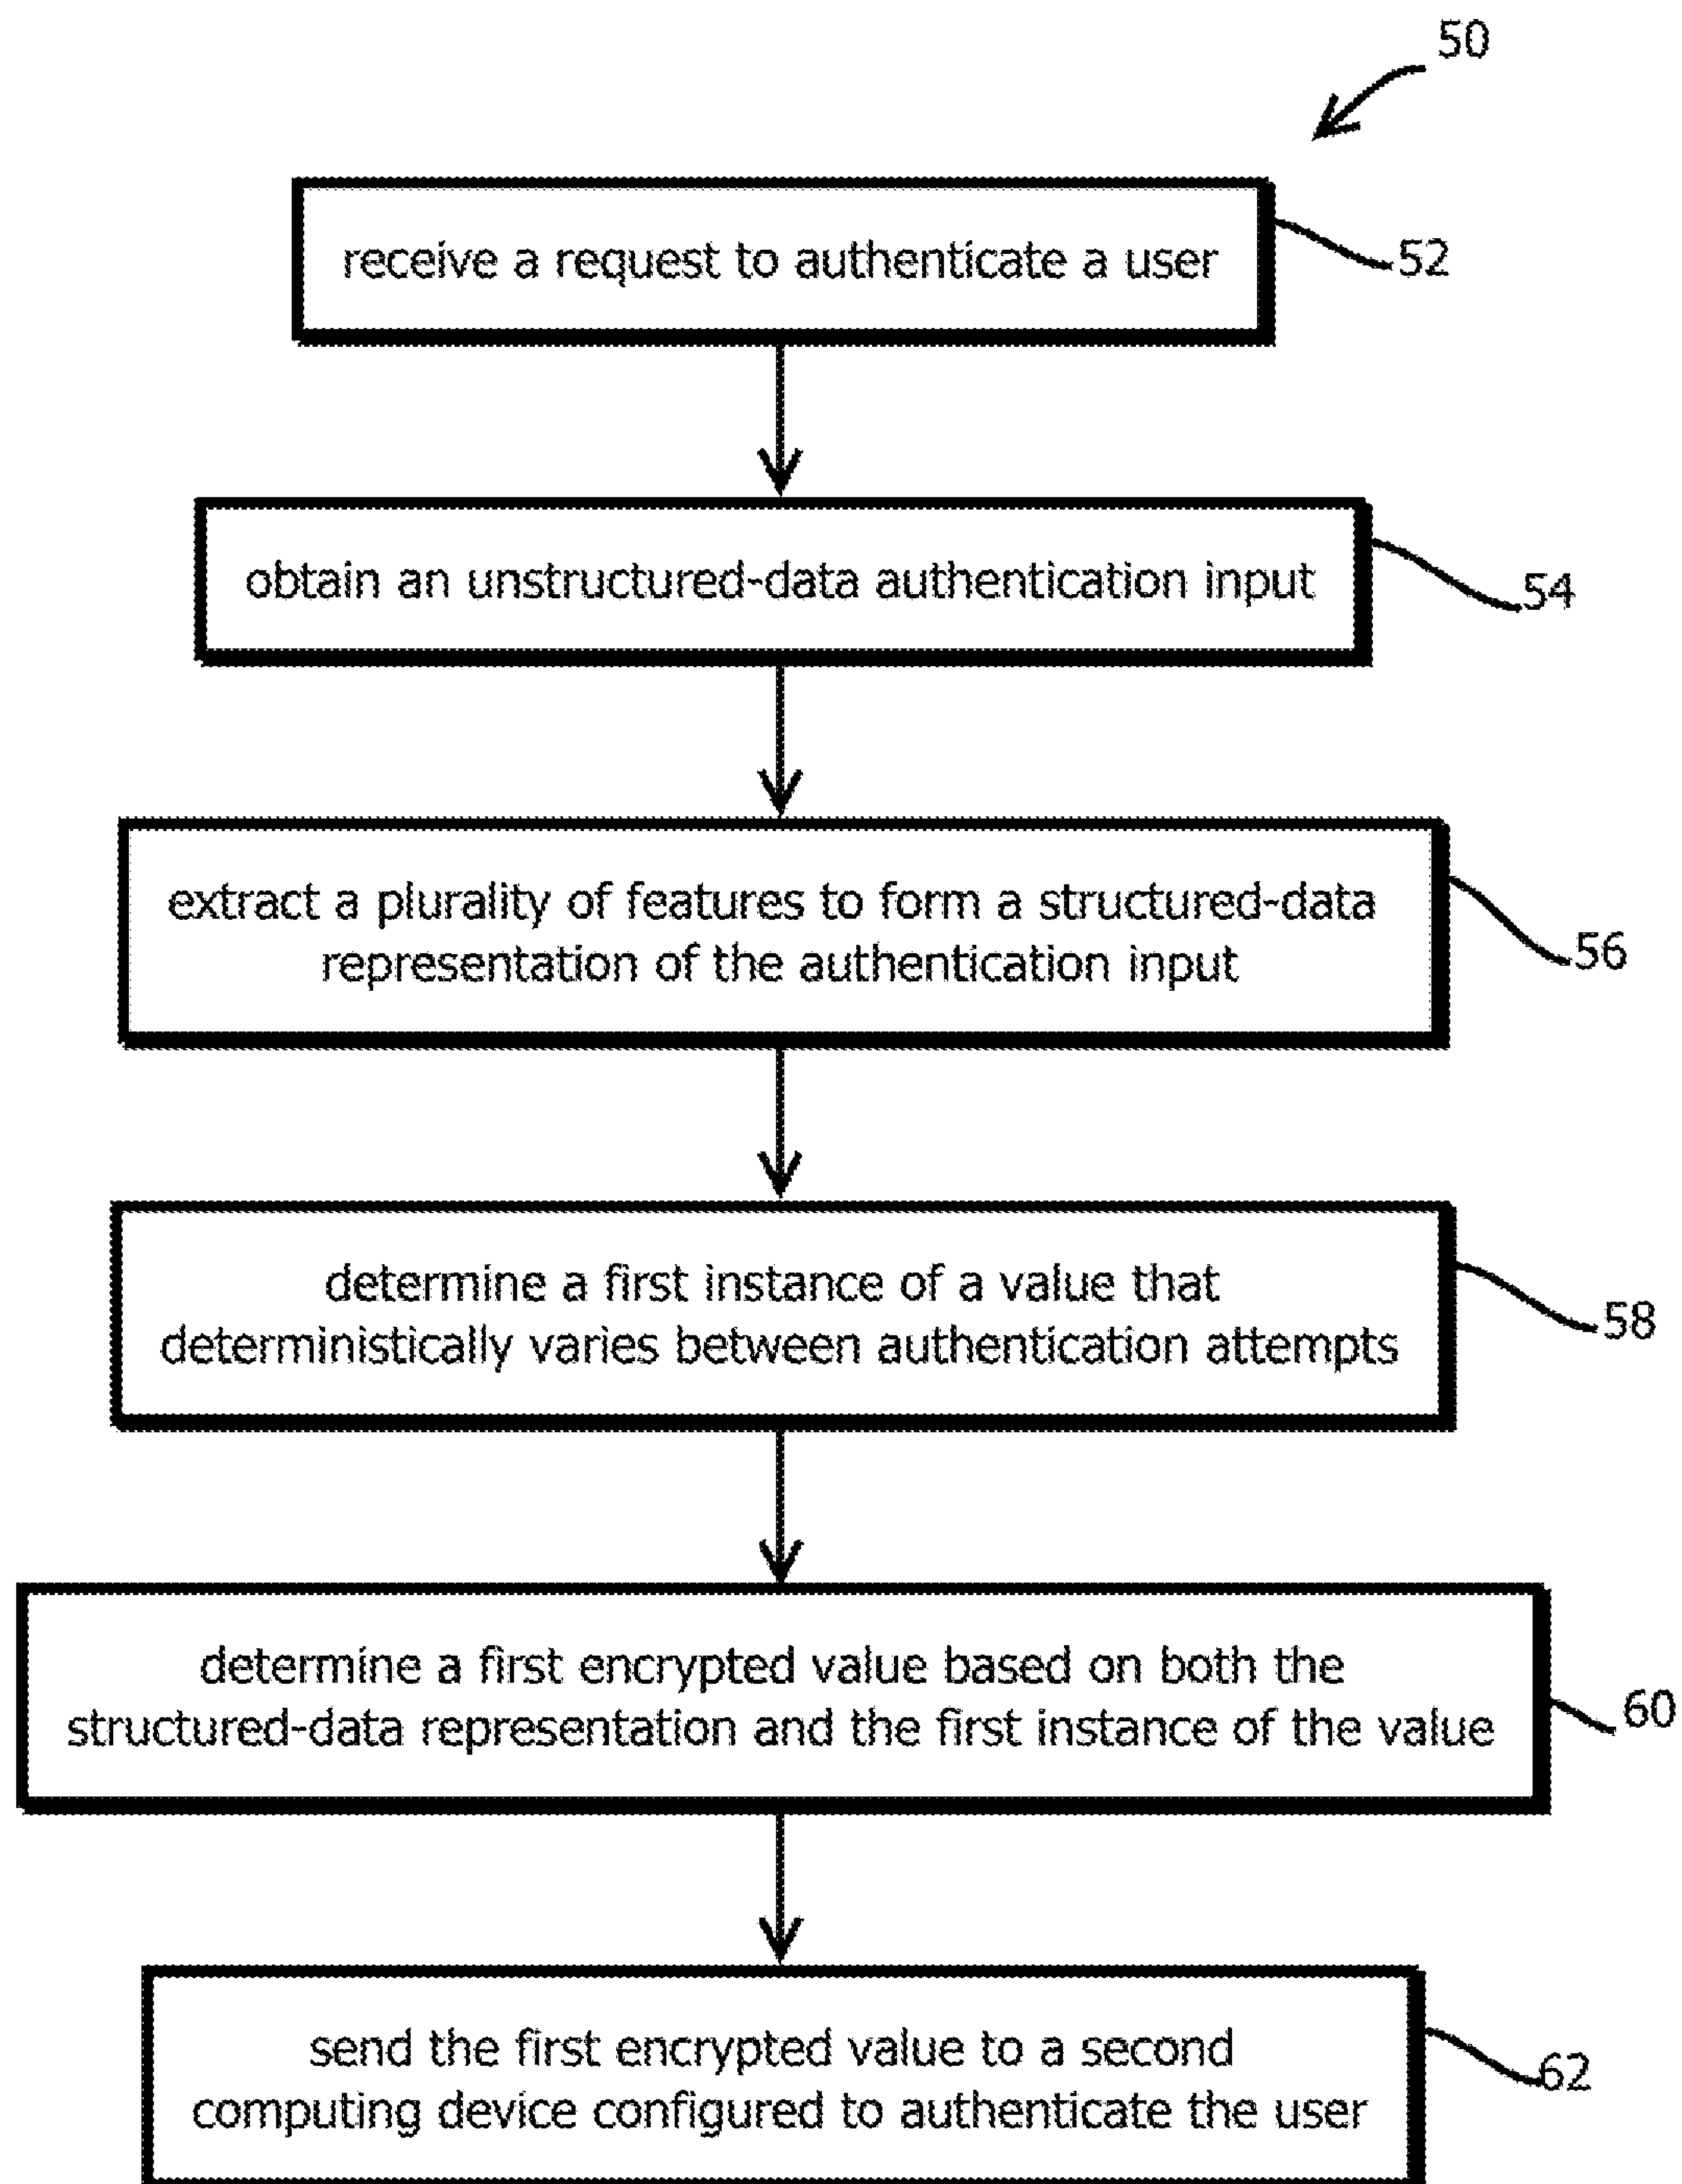 50
receive a request to authenticate a user
52
obtain an unstructured-data authentication input
54
extract a plurality of features to form a structured-data
representation of the authentication input
56
determine a first instance of a value that
deterministically varies between authentication attempts
58
determine a first encrypted value based on both the
structured-data representation and the first instance of the value
60
send the first encrypted value to a second
computing device configured to authenticate the user
62